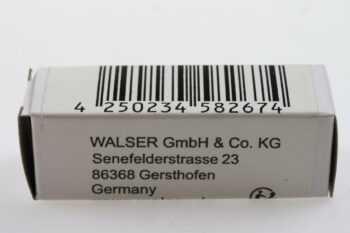 4 250234 582674
WALSER GmbH & Co. KG
Senefelderstrasse 23
86368 Gersthofen
Germany